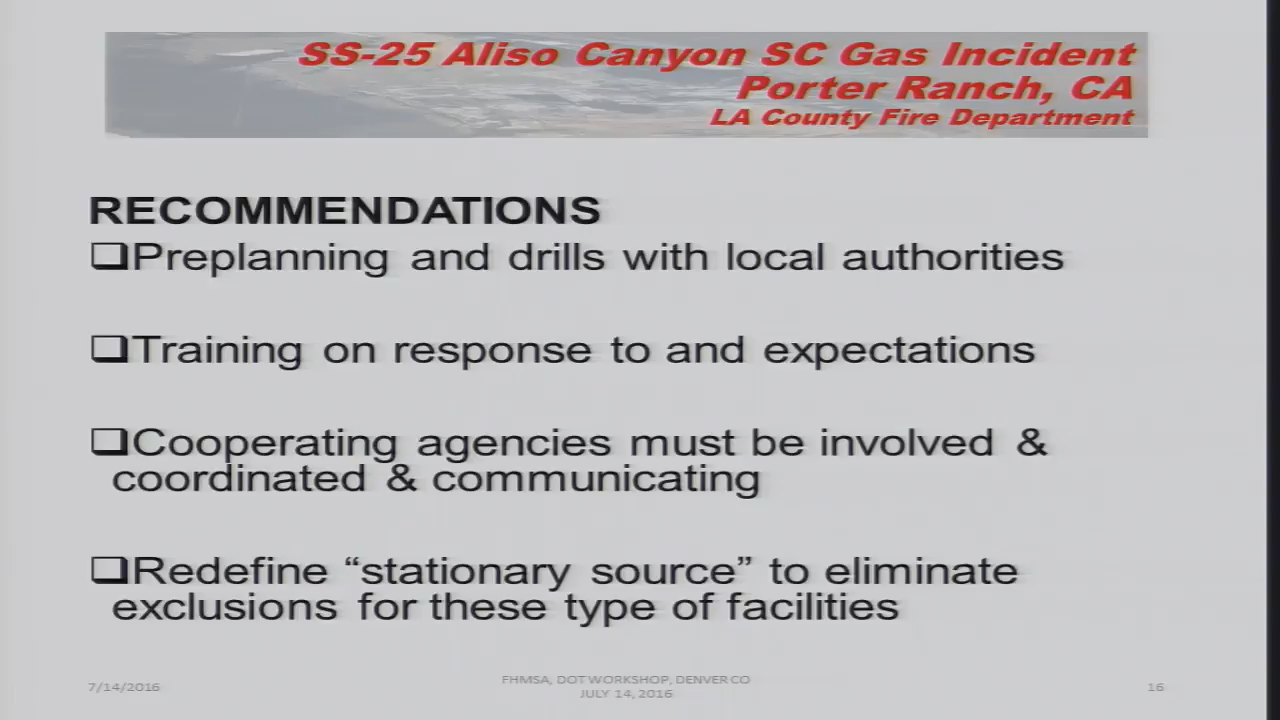 SS-25 Aliso Canyon SC Gas Incident
Porter Ranch, CA
LA County Fire Department
RECOMMENDATIONS
❑Preplanning and drills with local authorities
❑Training on response to and expectations
❑Cooperating agencies must be involved &
coordinated & communicating
❑Redefine “stationary source” to eliminate
exclusions for these type of facilities
7/14/2016
FHMSA, DOT WORKSHOP, DENVER CO
JULY 14, 2016
16